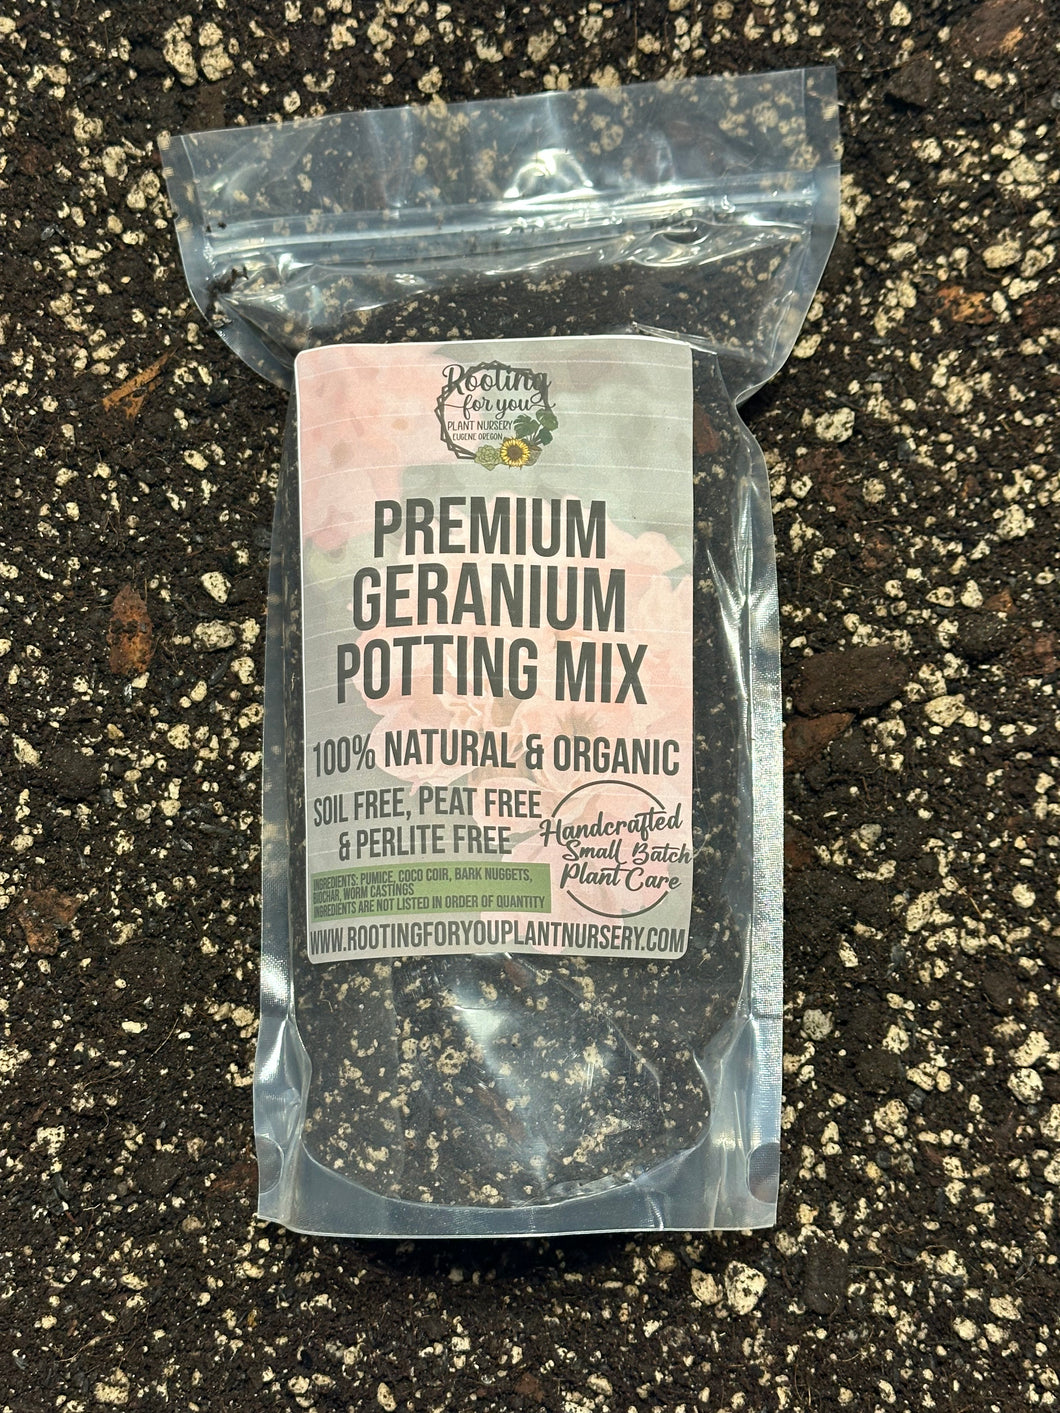 Rooting
for you
PLANT NURSERY
EUGENE OREGON
PREMIUM
GERANIUM
POTTING MIX
100% NATURAL & ORGANIC
SOIL FREE, PEAT FREE
& PERLITE FREE
Handcrafted
Small Batch
Plant Care
INGREDIENTS: PUMICE, COCO COIR, BARK NUGGETS,
BIOCHAR, WORM CASTINGS
INGREDIENTS ARE NOT LISTED IN ORDER OF QUANTITY
WWW.ROOTINGFORYOUPLANTNURSERY.COM